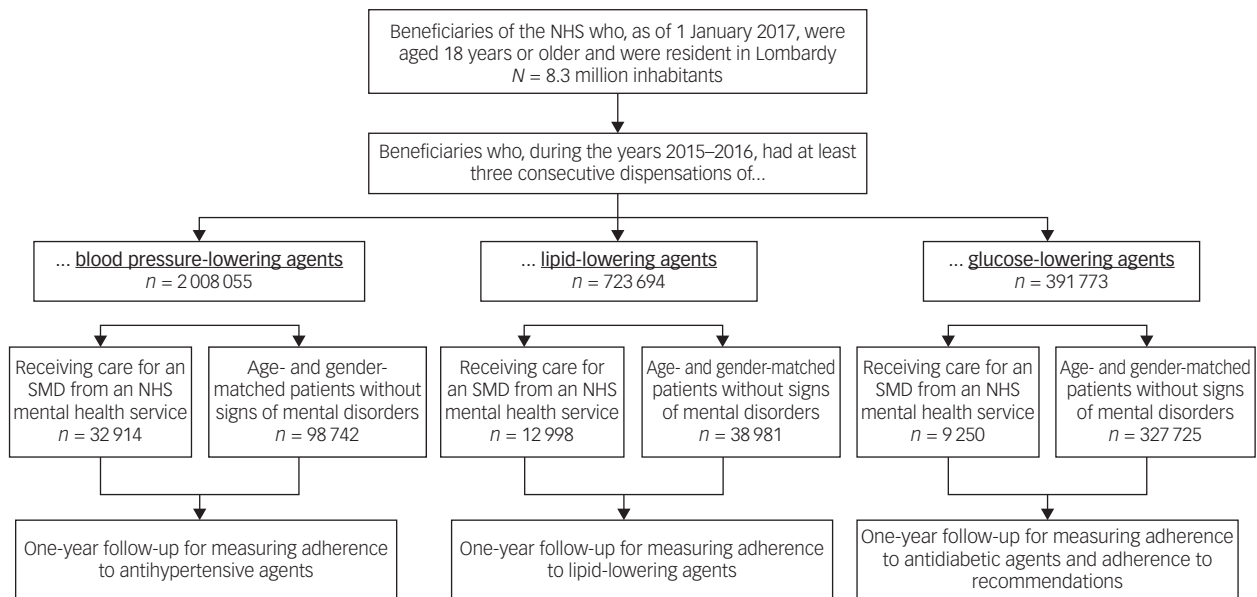 Beneficiaries of the NHS who, as of 1 January 2017, were
aged 18 years or older and were resident in Lombardy
N = 8.3 million inhabitants
Beneficiaries who, during the years 2015–2016, had at least
three consecutive dispensations of...
... blood pressure-lowering agents
n = 2 008 055
... lipid-lowering agents
n = 723 694
... glucose-lowering agents
n = 391 773
Receiving care for an
SMD from an NHS
mental health service
n = 32 914
Age- and gender-
matched patients without
signs of mental disorders
n = 98 742
Receiving care for
an SMD from an NHS
mental health service
n = 12 998
Age- and gender-matched
patients without signs
of mental disorders
n = 38 981
Receiving care for
an SMD from an NHS
mental health service
n = 9 250
Age- and gender-matched
patients without signs
of mental disorders
n = 327 725
One-year follow-up for measuring adherence
to antihypertensive agents
One-year follow-up for measuring adherence
to lipid-lowering agents
One-year follow-up for measuring adherence
to antidiabetic agents and adherence to
recommendations